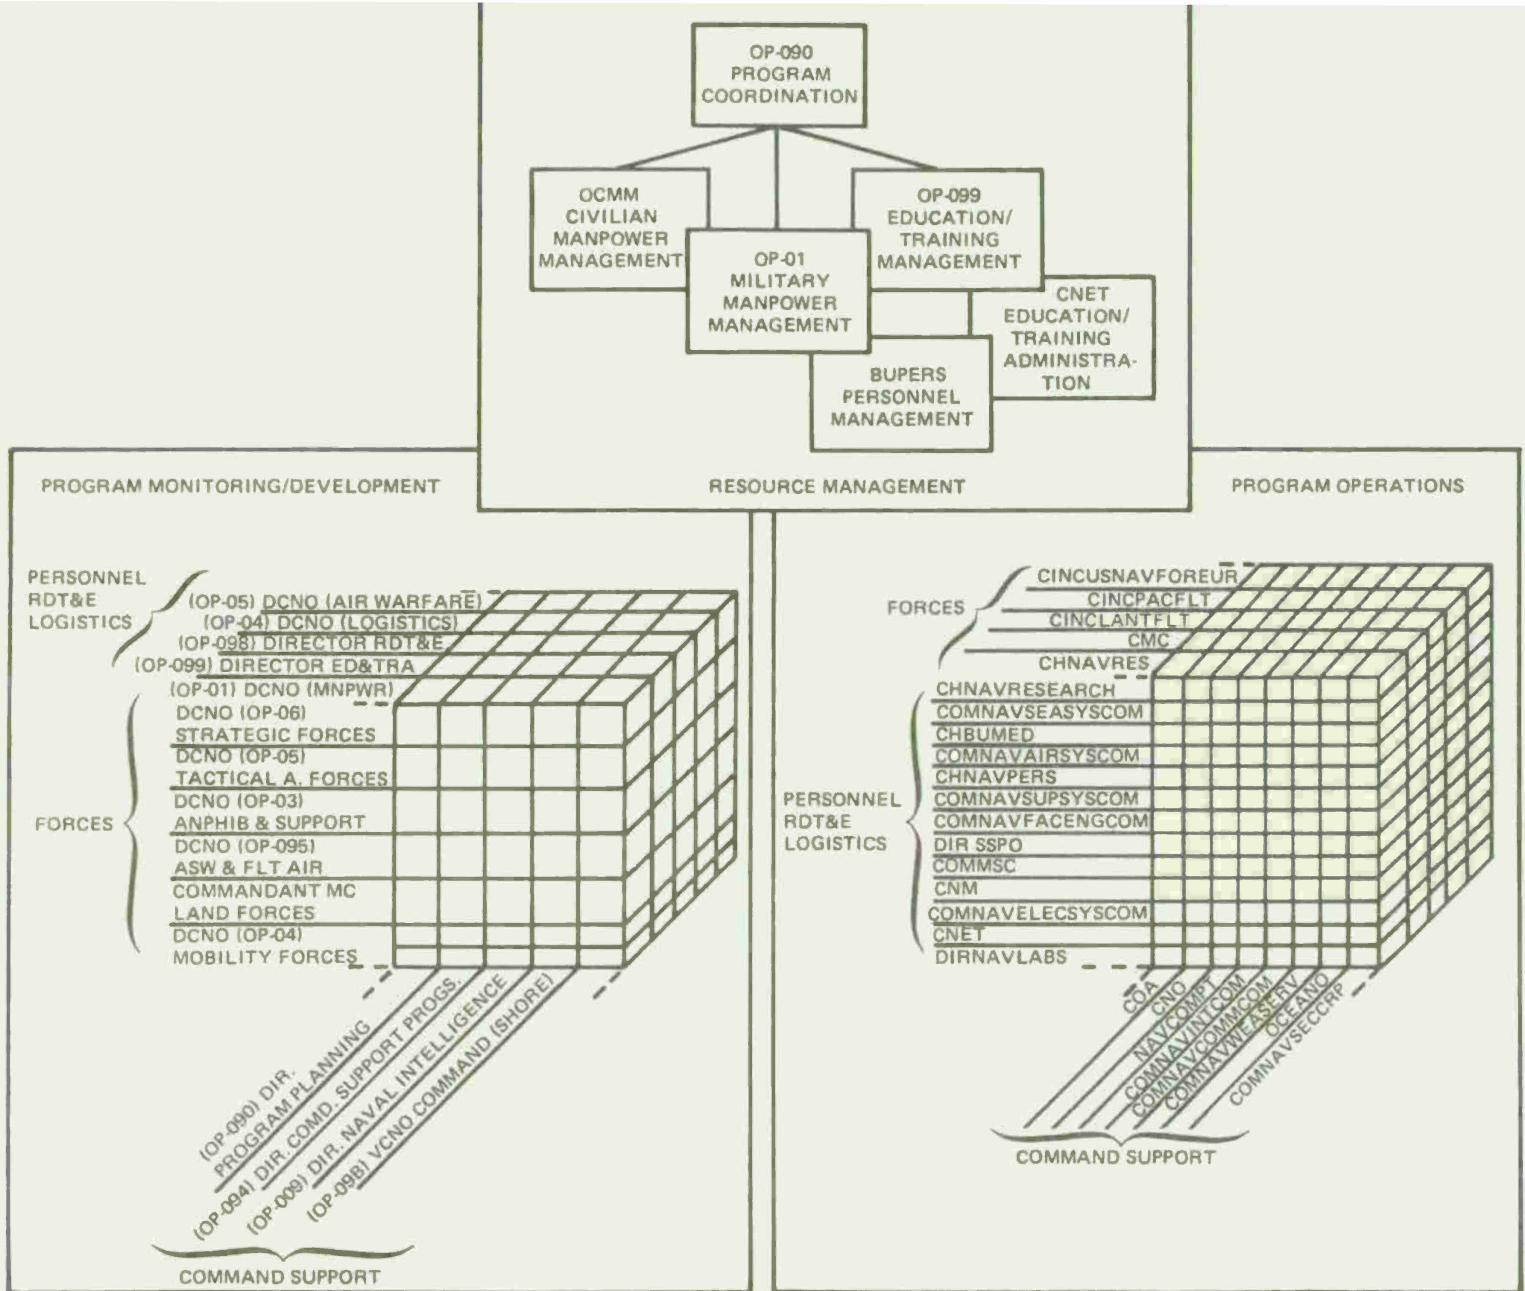 OP-090
PROGRAM
COORDINATION
OCMM
CIVILIAN
MANPOWER
MANAGEMENT
OP-01
MILITARY
MANPOWER
MANAGEMENT
OP-099
EDUCATION/
TRAINING
MANAGEMENT
CNET
EDUCATION/
TRAINING
ADMINISTRA-
TION
BUPERS
PERSONNEL
MANAGEMENT
RESOURCE MANAGEMENT
PROGRAM MONITORING/DEVELOPMENT
PERSONNEL
RDT&E
LOGISTICS
(OP-05) DCNO (AIR WARFARE)
(OP-04) DCNO (LOGISTICS)
(OP-098) DIRECTOR RDT&E
(OP-099) DIRECTOR ED&TRA
(OP-01) DCNO (MNPWR)
FORCES
DCNO (OP-06)
STRATEGIC FORCES
DCNO (OP-05)
TACTICAL A. FORCES
DCNO (OP-03)
ANPHIB & SUPPORT
DCNO (OP-095)
ASW & FLT AIR
COMMANDANT MC
LAND FORCES
DCNO (OP-04)
MOBILITY FORCES
(OP-090) DIR.
PROGRAM PLANNING
(OP-094) DIR. COMD. SUPPORT PROGS.
(OP-009) DIR. NAVAL INTELLIGENCE
(OP-09B) VCNO COMMAND (SHORE)
COMMAND SUPPORT
PROGRAM OPERATIONS
FORCES
CINCUSNAVFOREUR
CINCPACFLT
CINCLANTFLT
CMC
CHNAVRES
PERSONNEL
RDT&E
LOGISTICS
CHNAVRESEARCH
COMNAVSEASYSCOM
CHBUMED
COMNAVAIRSYSCOM
CHNAVPERS
COMNAVSUPSYSCOM
COMNAVFACENGCOM
DIR SSPO
COMMSC
CNM
COMNAVELECSYSCOM
CNET
DIRNAVLABS
COA
CNO
NAVCOMPT
COMNAVINTCOM
COMNAVCOMMCOM
COMNAVWEASERV
OCEANO
COMNAVSECCRP
COMMAND SUPPORT